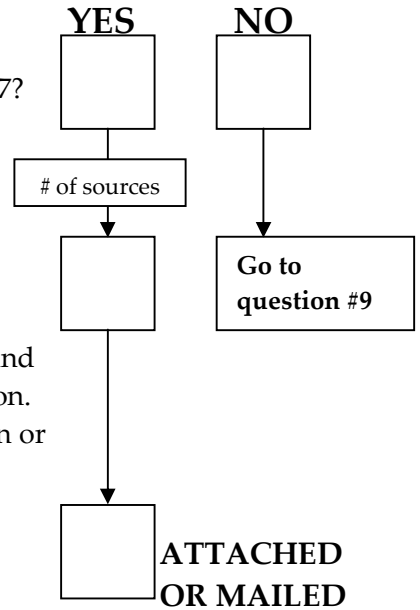 YES NO
7?
# of sources
Go to
question #9
nd
on.
n or
ATTACHED
OR MAILED